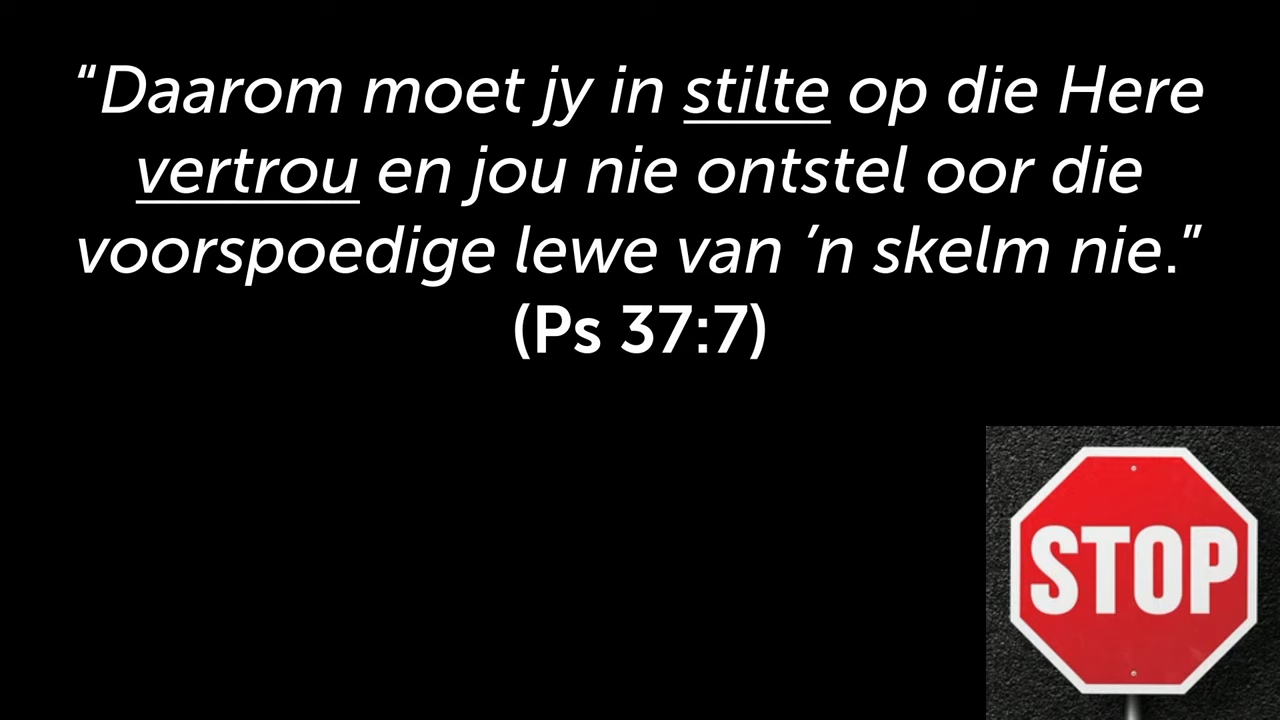 “Daarom moet jy in stilte op die Here
vertrou en jou nie ontstel oor die
voorspoedige lewe van ’n skelm nie.”
(Ps 37:7)
STOP